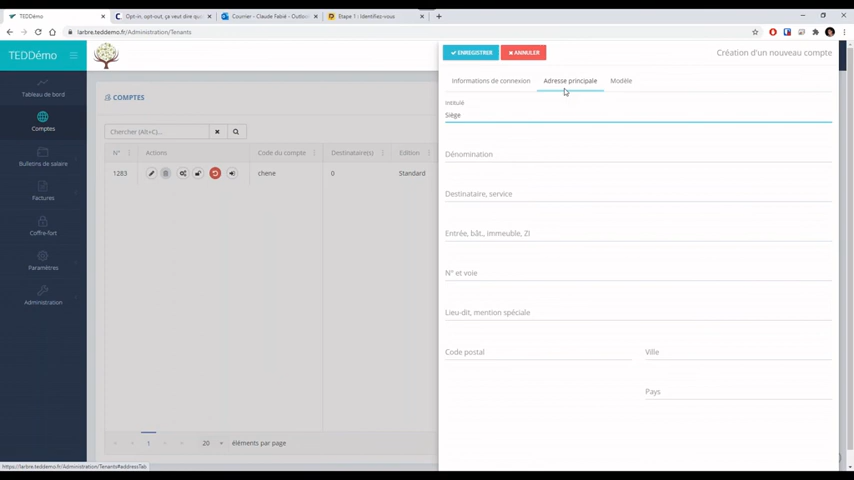 TEDDémo
Opt-in, opt-out, ça veut dire qu
Courrier - Claude Fabié - Outloo
Etape 1 : Identifiez-vous
larbre.teddemo.fr/Administration/Tenants
TEDDémo
Tableau de bord
Comptes
Bulletins de salaire
Factures
Coffre-fort
Paramètres
Administration
COMPTES
Chercher (Alt+C)...
N° Actions Code du compte Destinataire(s) Edition
1283 chene 0 Standard
1 20 éléments par page
ENREGISTRER ANNULER Création d'un nouveau compte
Informations de connexion Adresse principale Modèle
Intitulé
Siège
Dénomination
Destinataire, service
Entrée, bât., immeuble, ZI
N° et voie
Lieu-dit, mention spéciale
Code postal Ville
Pays
https://larbre.teddemo.fr/Administration/Tenants#addressTab